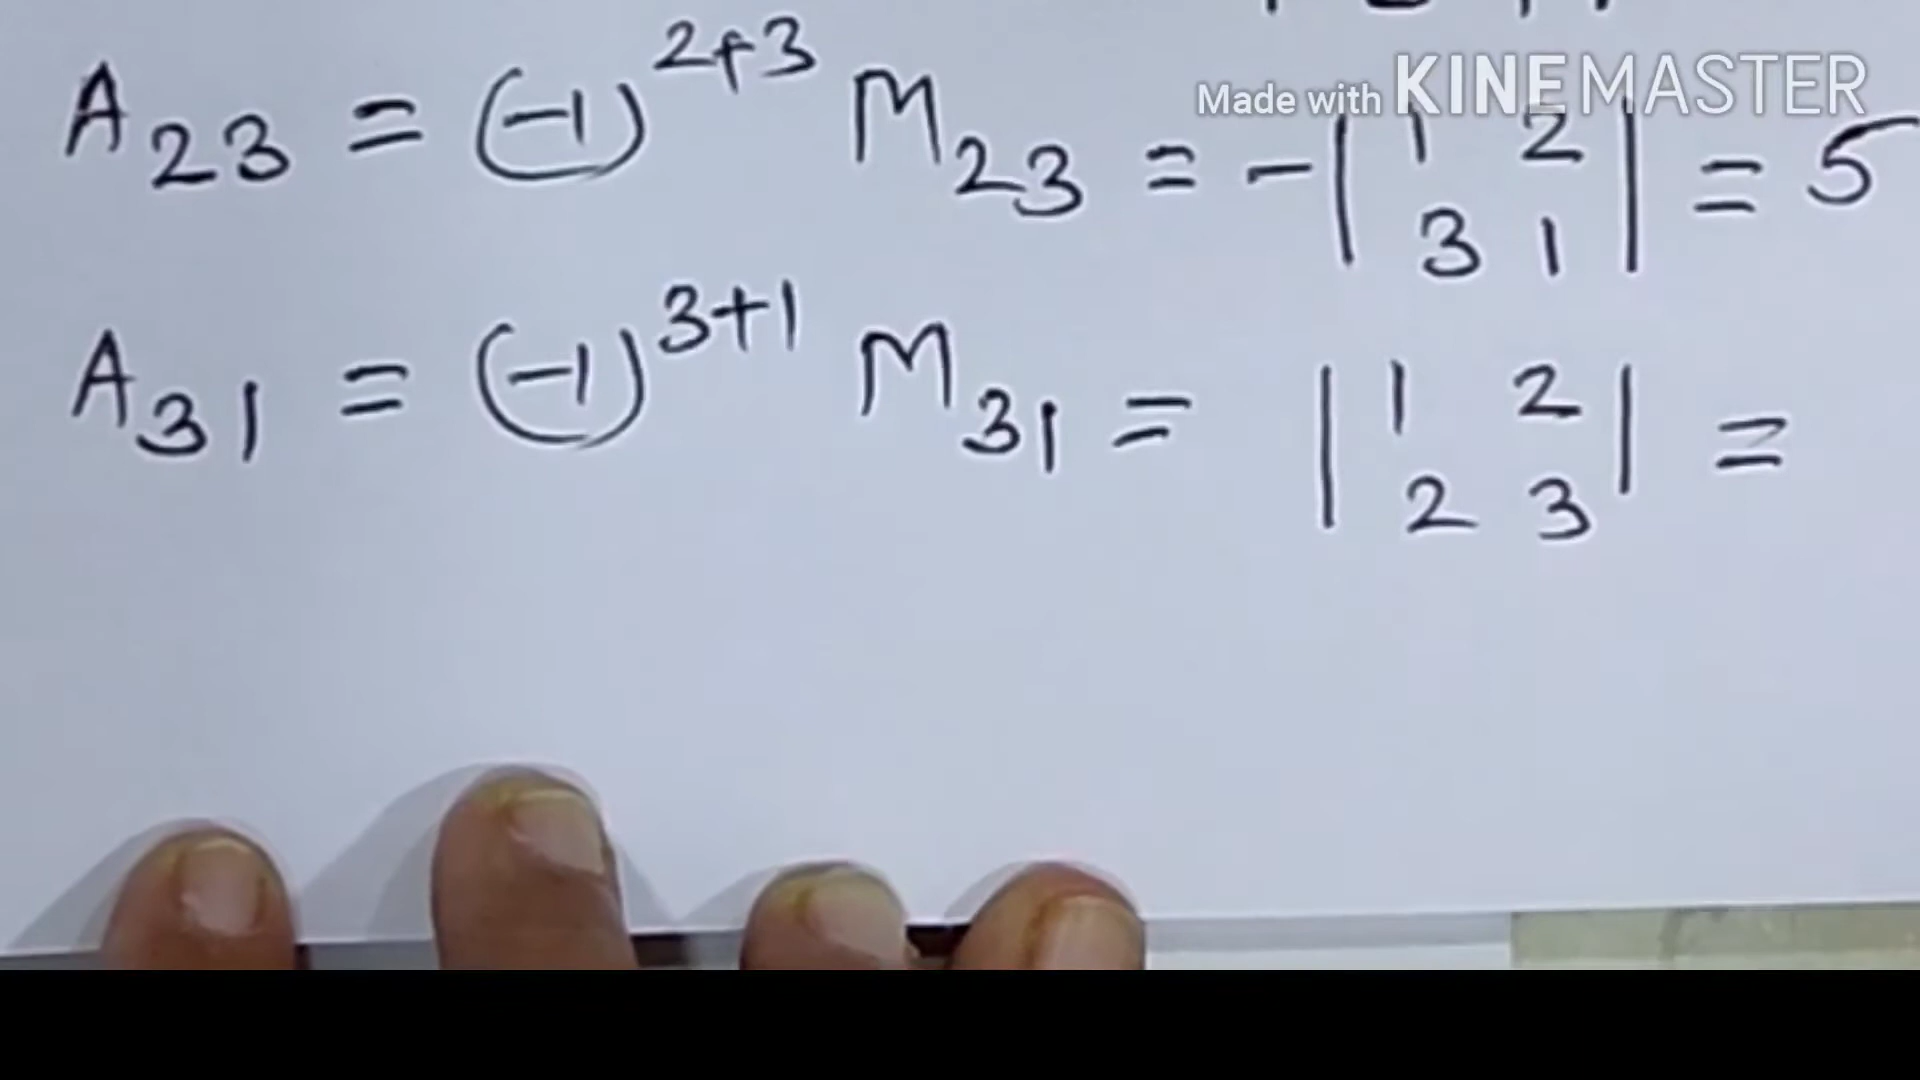 Made with KINEMASTER
A₂₃ = (-1)²⁺³ M₂₃ = -|1 2| = 5
|3 1|
A₃₁ = (-1)³⁺¹ M₃₁ = |1 2| =
|2 3|